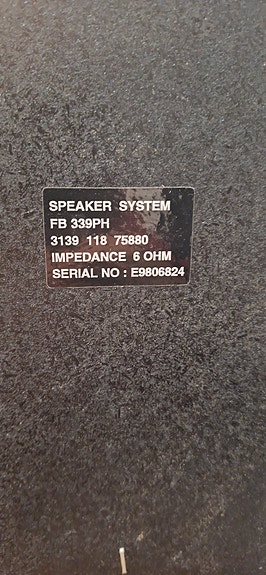 SPEAKER SYSTEM
FB 339PH
3139 118 75880
IMPEDANCE 6 OHM
SERIAL NO : E9806824